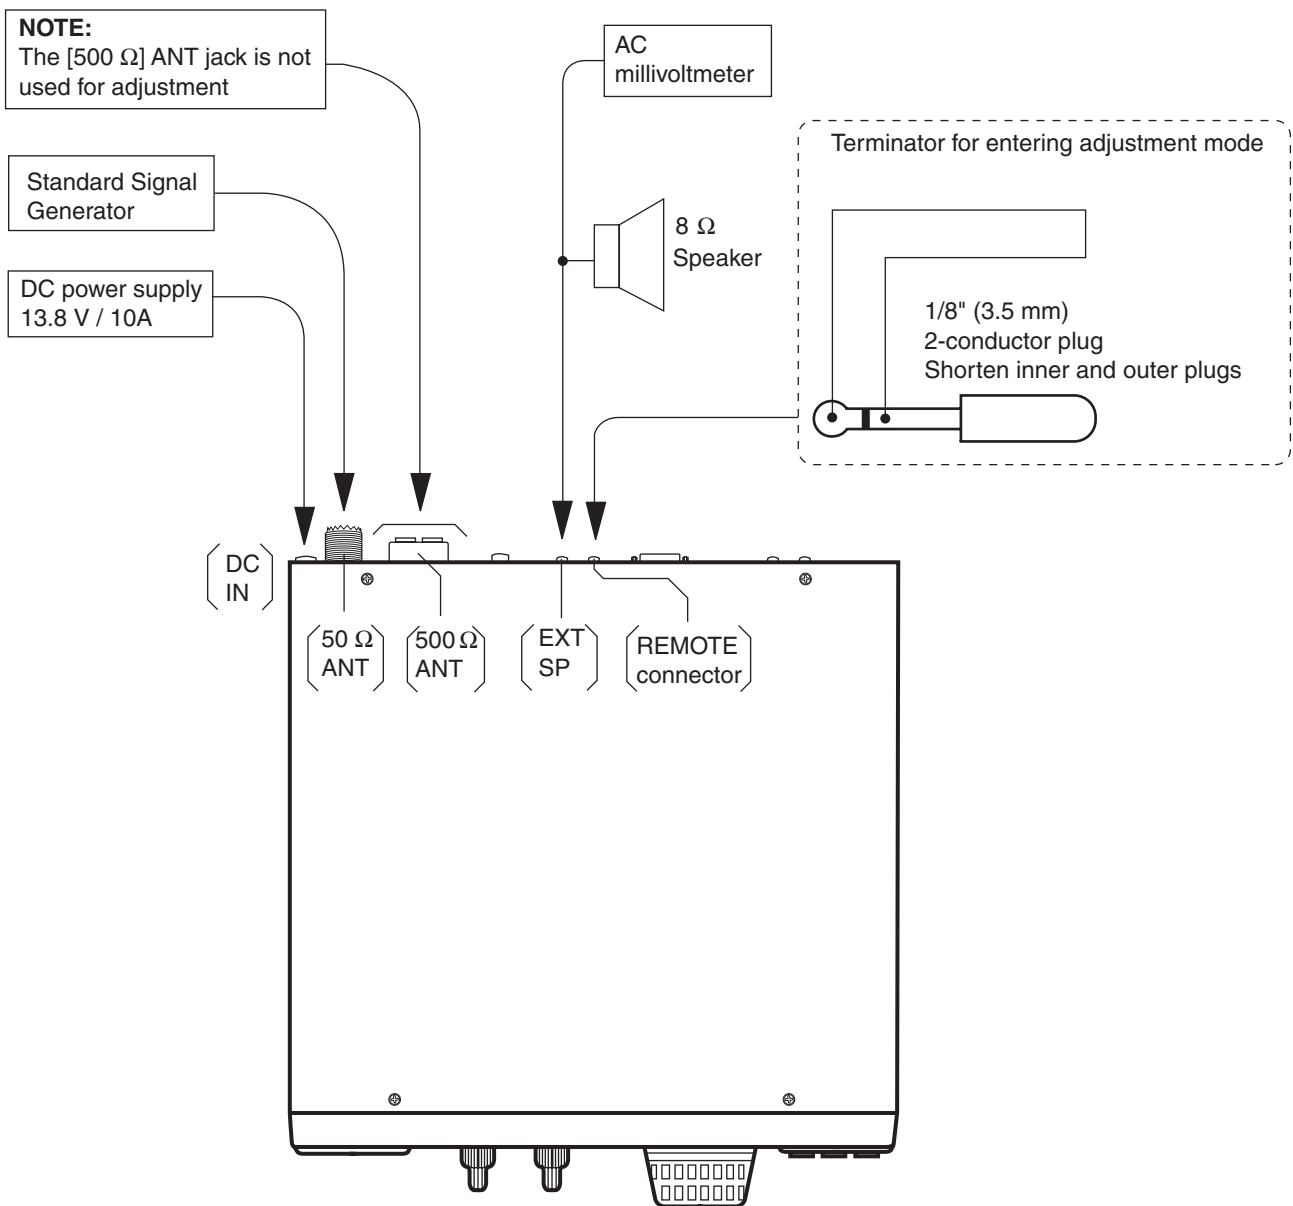 NOTE:
The [500 Ω] ANT jack is not
used for adjustment
AC
millivoltmeter
Terminator for entering adjustment mode
Standard Signal
Generator
8 Ω
Speaker
DC power supply
13.8 V / 10A
1/8" (3.5 mm)
2-conductor plug
Shorten inner and outer plugs
DC
IN
50 Ω
ANT
500 Ω
ANT
EXT
SP
REMOTE
connector